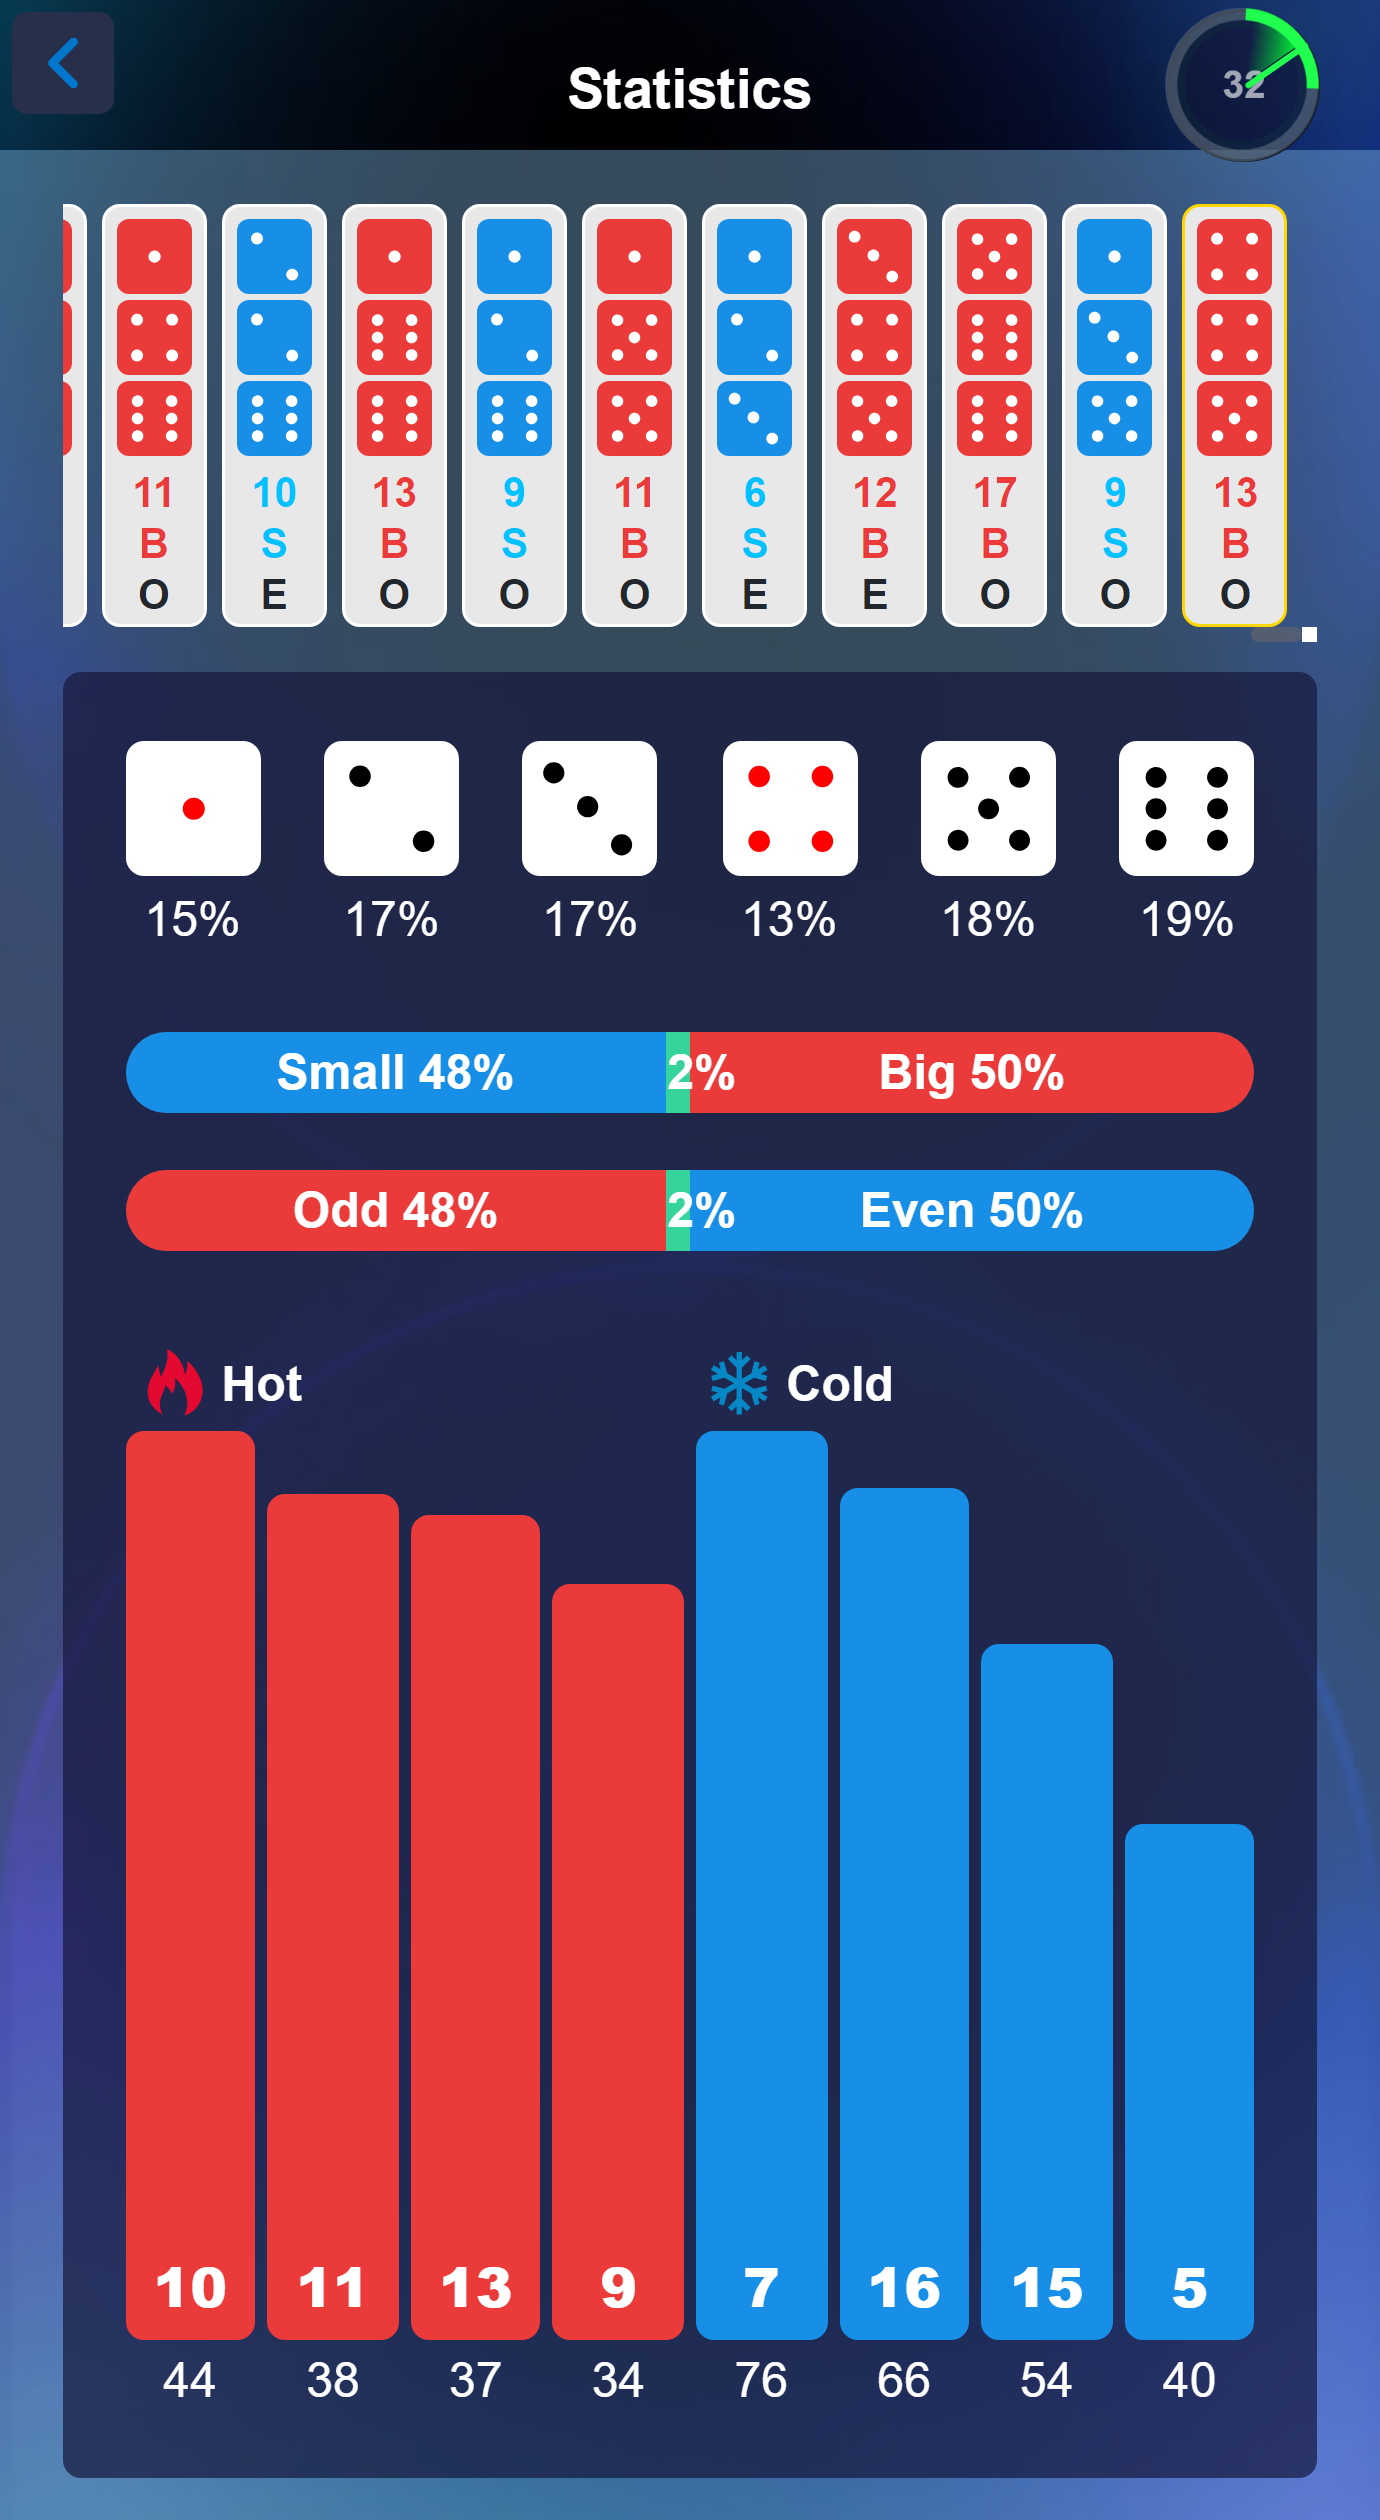 Statistics
32
11 10 13 9 11 6 12 17 9 13
B S B S B S B B S B
O E O O O E E O O O
15% 17% 17% 13% 18% 19%
Small 48% 2% Big 50%
Odd 48% 2% Even 50%
Hot Cold
10 11 13 9 7 16 15 5
44 38 37 34 76 66 54 40